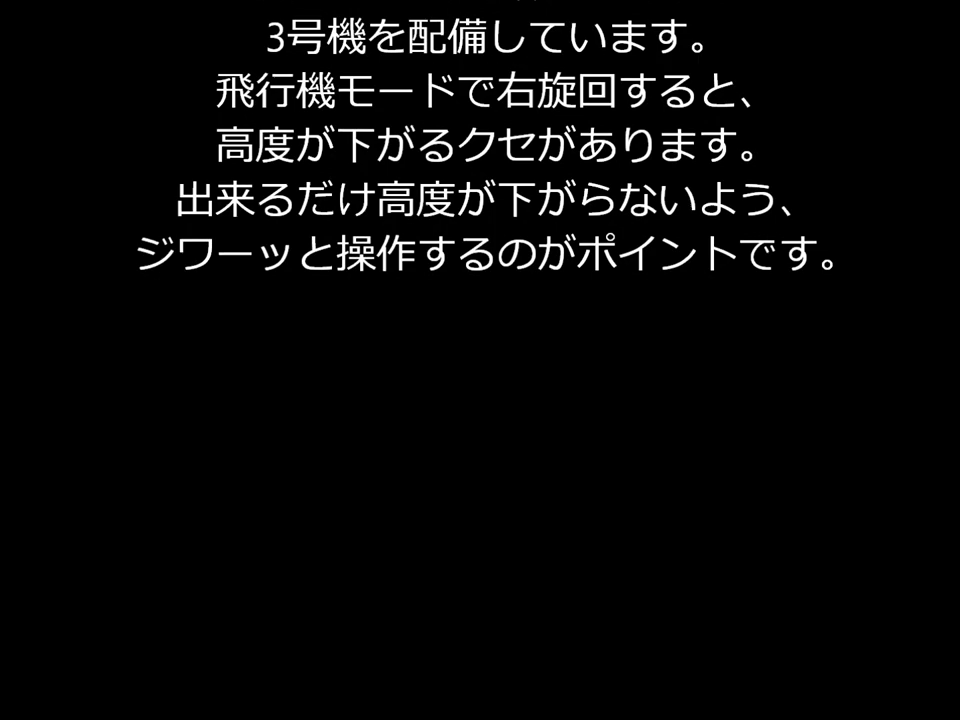 3号機を配備しています。
飛行機モードで右旋回すると、
高度が下がるクセがあります。
出来るだけ高度が下がらないよう、
ジワーッと操作するのがポイントです。